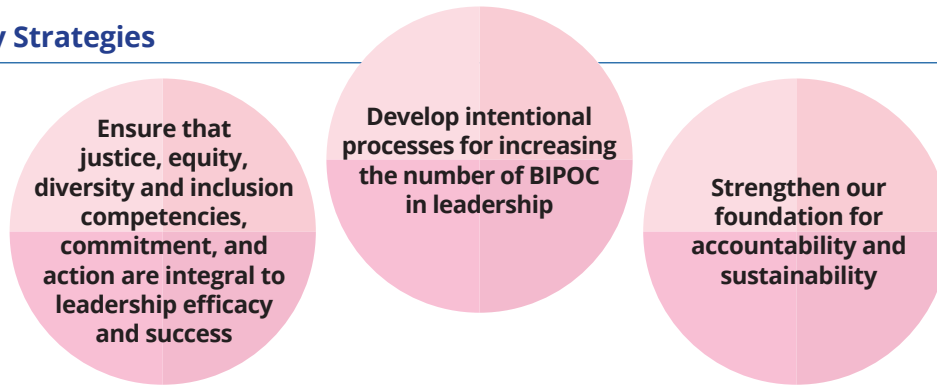 y Strategies
Ensure that
justice, equity,
diversity and inclusion
competencies,
commitment, and
action are integral to
leadership efficacy
and success
Develop intentional
processes for increasing
the number of BIPOC
in leadership
Strengthen our
foundation for
accountability and
sustainability